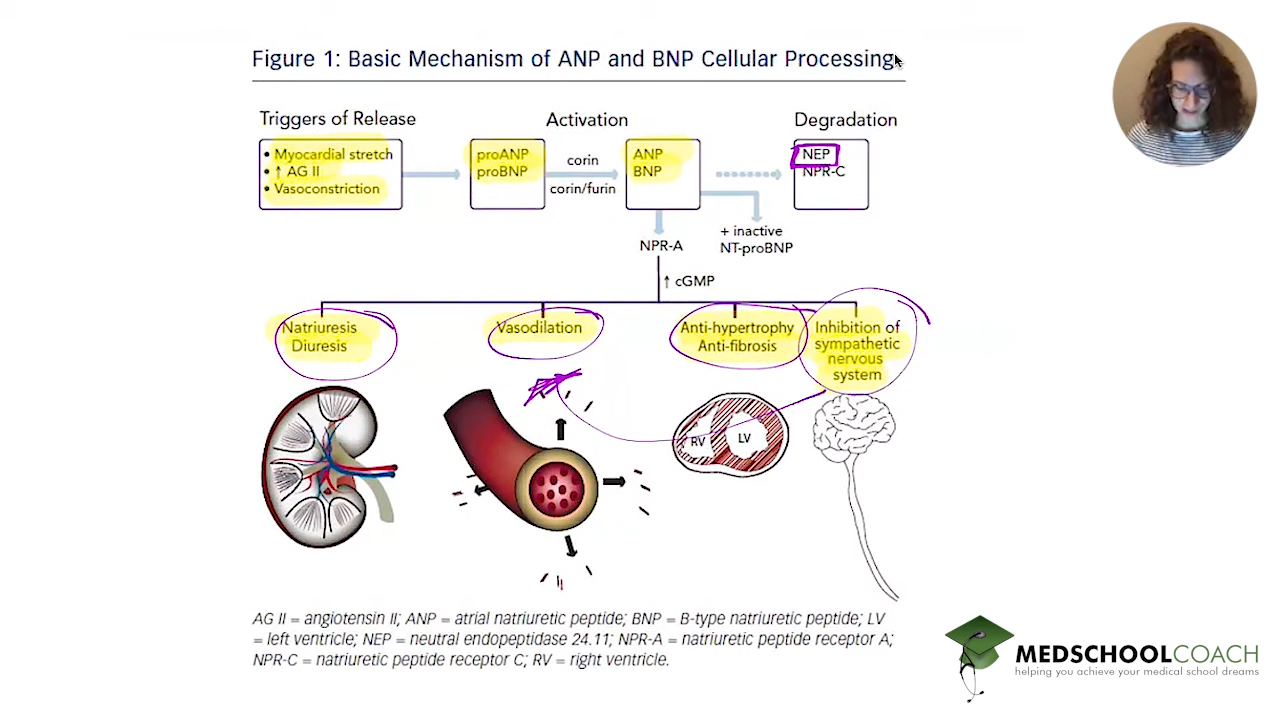 Figure 1: Basic Mechanism of ANP and BNP Cellular Processing
Triggers of Release
Activation
Degradation
• Myocardial stretch
• ↑ AG II
• Vasoconstriction
proANP
proBNP
corin
corin/furin
ANP
BNP
NEP
NPR-C
NPR-A
+ inactive
NT-proBNP
↑ cGMP
Natriuresis
Diuresis
Vasodilation
Anti-hypertrophy
Anti-fibrosis
Inhibition of
sympathetic
nervous
system
RV
LV
AG II = angiotensin II; ANP = atrial natriuretic peptide; BNP = B-type natriuretic peptide; LV
= left ventricle; NEP = neutral endopeptidase 24.11; NPR-A = natriuretic peptide receptor A;
NPR-C = natriuretic peptide receptor C; RV = right ventricle.
MEDSCHOOLCOACH
helping you achieve your medical school dreams